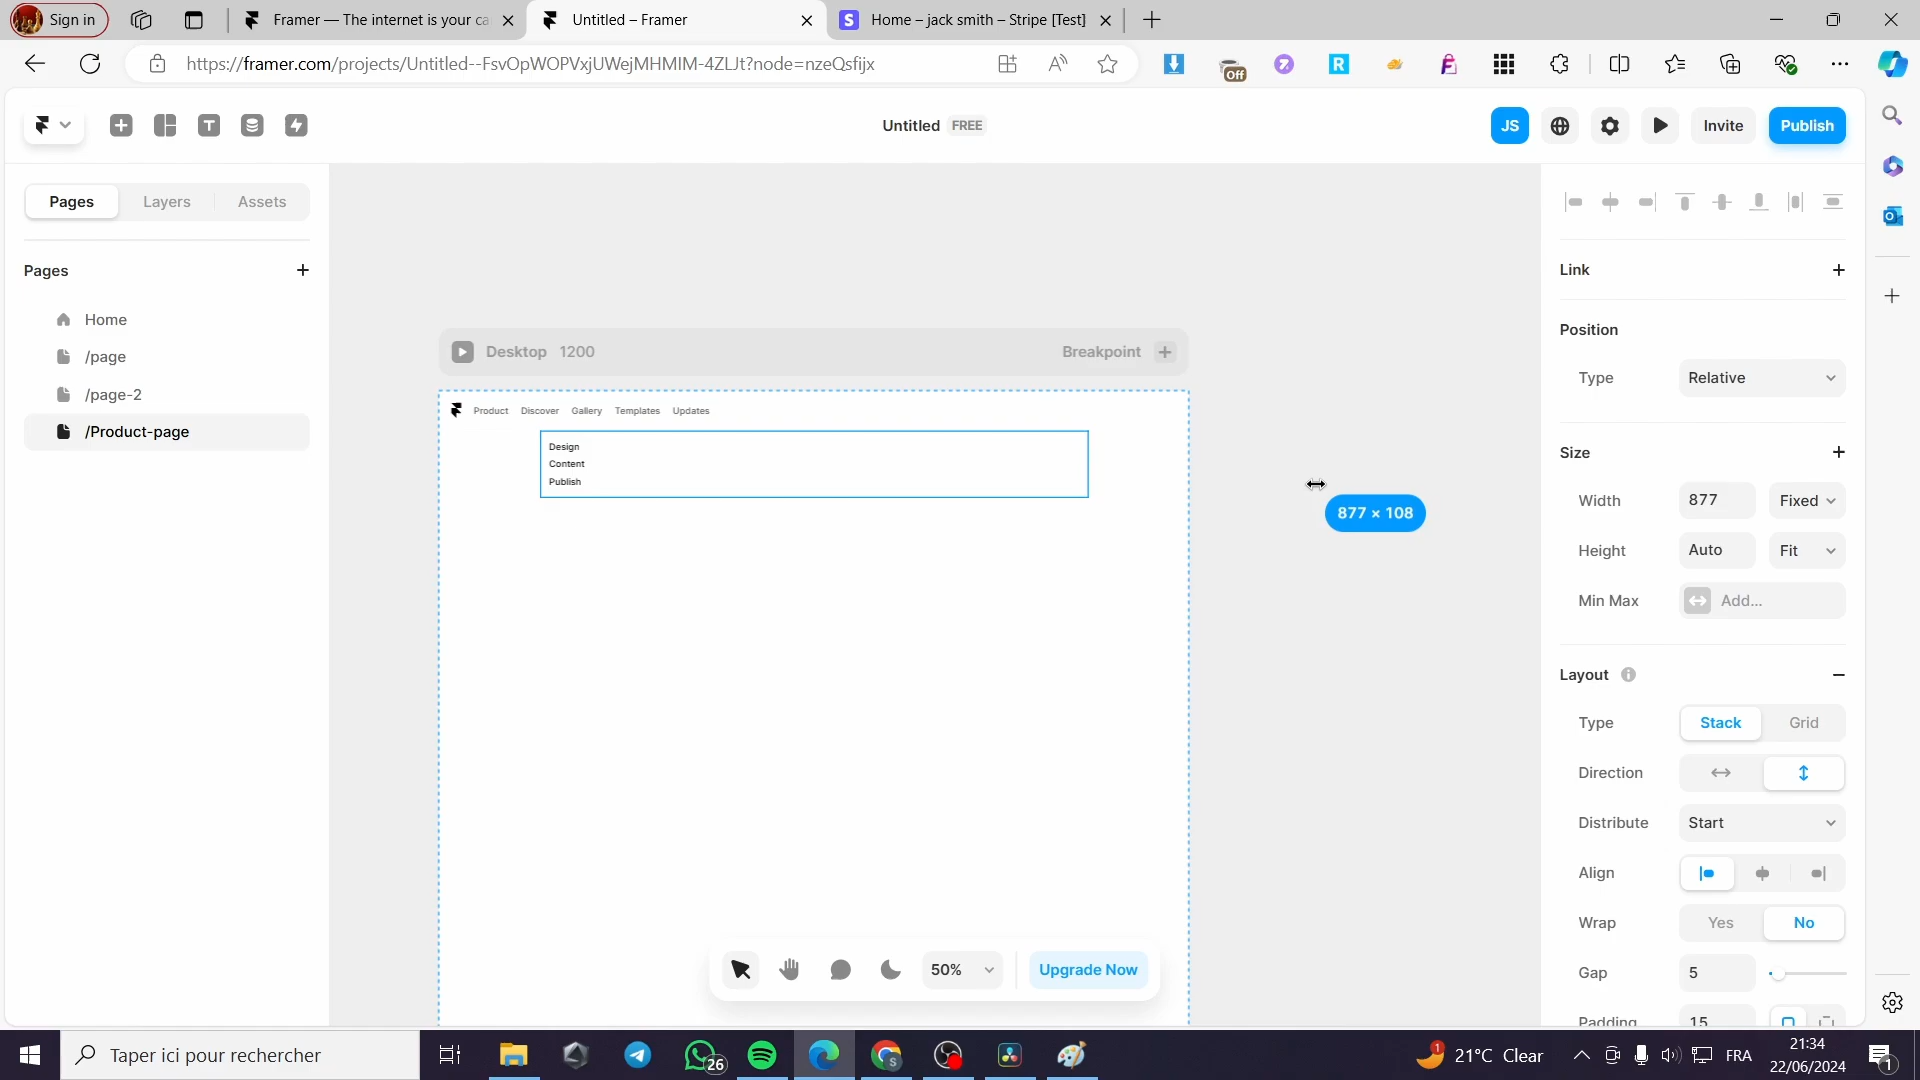 Sign in
Framer — The internet is your ca
Untitled – Framer
Home – jack smith – Stripe [Test]
https://framer.com/projects/Untitled--FsvOpWOPVxjUWejMHMIM-4ZLJt?node=nzeQsfijx
Off
Untitled FREE
JS
Invite
Publish
Pages
Layers
Assets
Pages
Home
/page
/page-2
/Product-page
Desktop 1200
Breakpoint
Product Discover Gallery Templates Updates
Design
Content
Publish
877 × 108
50%
Upgrade Now
Link
Position
Type Relative
Size
Width 877 Fixed
Height Auto Fit
Min Max Add...
Layout
Type Stack Grid
Direction
Distribute Start
Align
Wrap Yes No
Gap 5
Padding 15
Taper ici pour rechercher
26
1
21°C Clear
FRA
21:34
22/06/2024
1